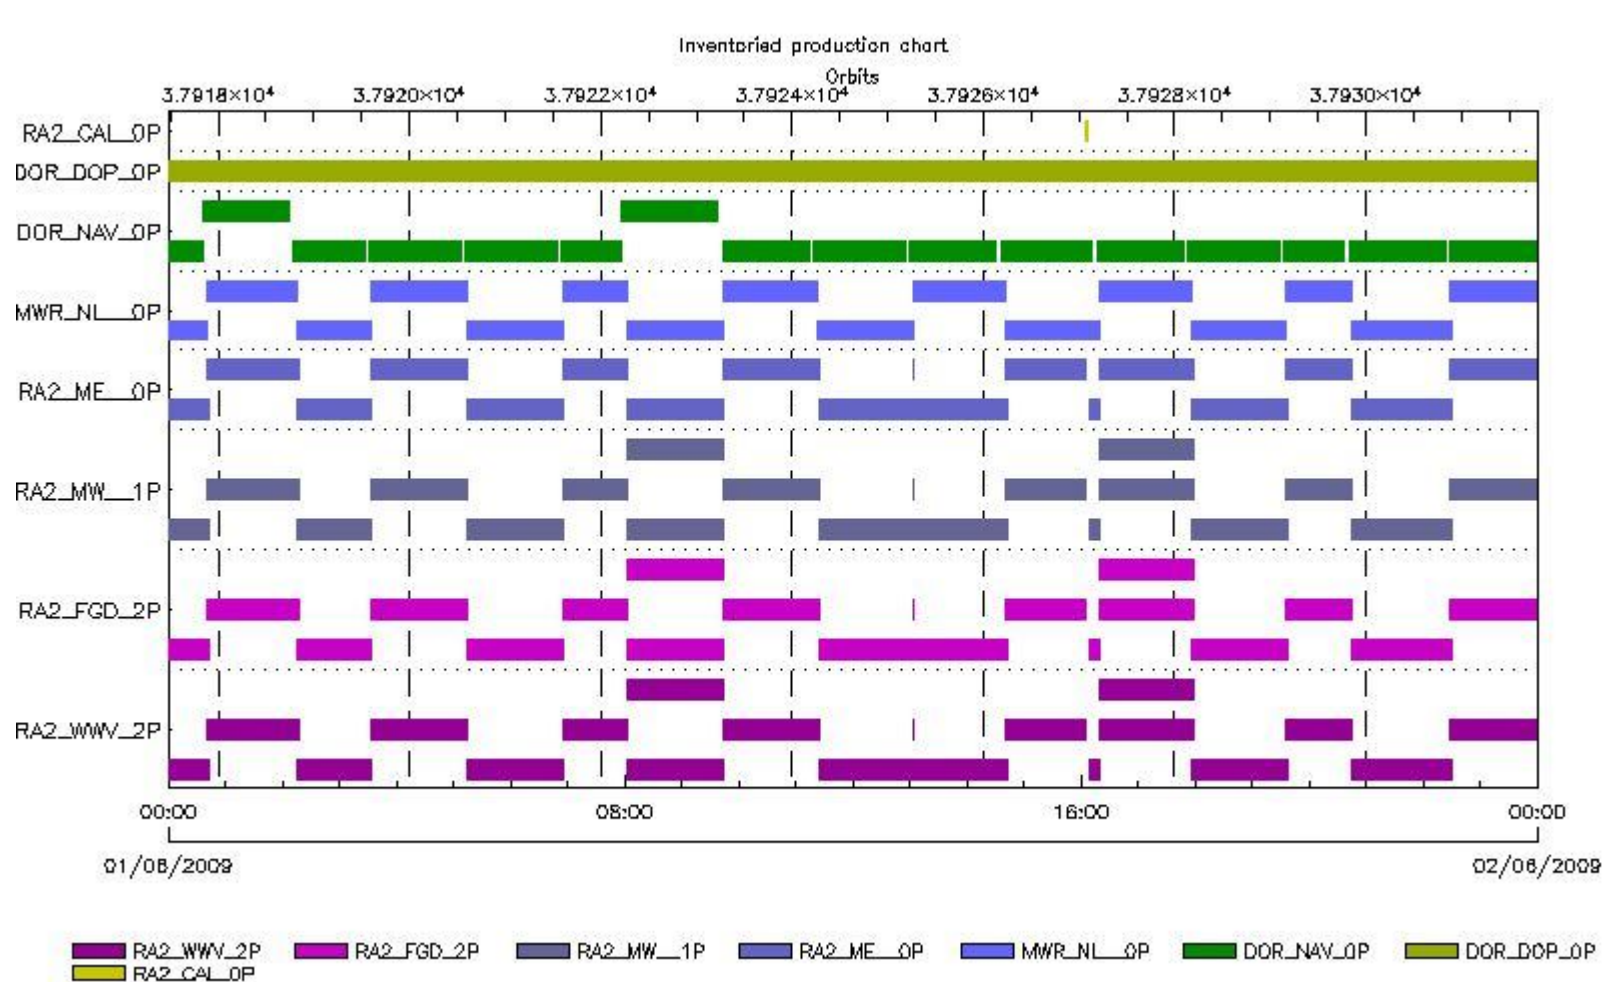 Inventoried production chart
Orbits
3.7918×10⁴ 3.7920×10⁴ 3.7922×10⁴ 3.7924×10⁴ 3.7926×10⁴ 3.7928×10⁴ 3.7930×10⁴
RA2_CAL_0P
DOR_DOP_0P
DOR_NAV_0P
MWR_NL__0P
RA2_ME__0P
RA2_MW__1P
RA2_FGD_2P
RA2_WWV_2P
00:00 08:00 16:00 00:00
01/06/2009 02/06/2009
RA2_WWV_2P RA2_FGD_2P RA2_MW__1P RA2_ME__0P MWR_NL__0P DOR_NAV_0P DOR_DOP_0P
RA2_CAL_0P